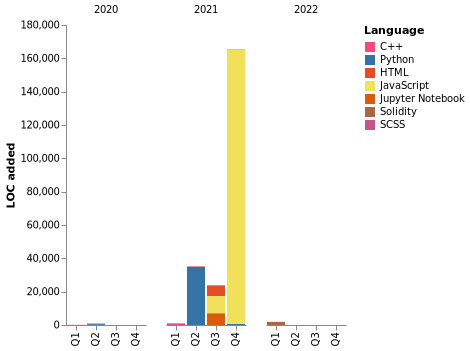 2020 2021 2022
Language
C++
Python
HTML
JavaScript
Jupyter Notebook
Solidity
SCSS
LOC added
180,000
160,000
140,000
120,000
100,000
80,000
60,000
40,000
20,000
0
Q1 Q2 Q3 Q4 Q1 Q2 Q3 Q4 Q1 Q2 Q3 Q4